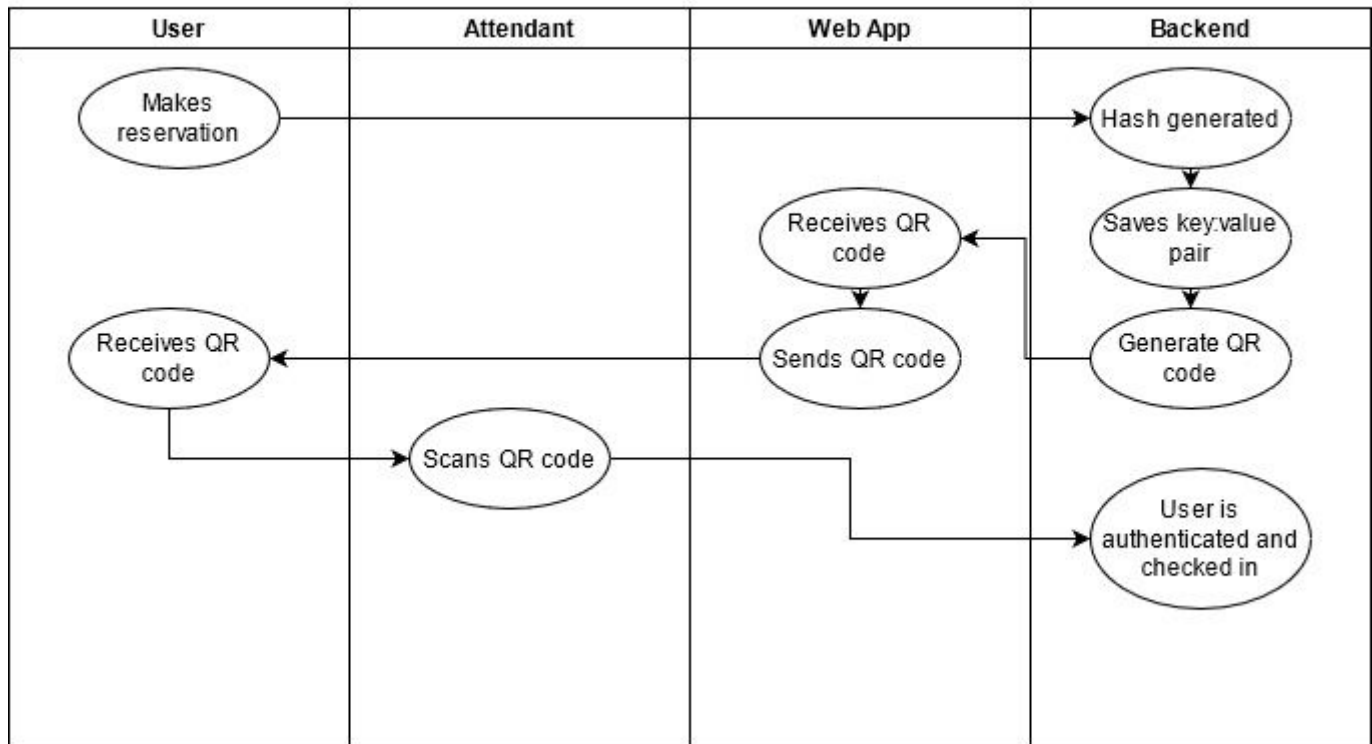 User
Attendant
Web App
Backend
Makes
reservation
Hash generated
Receives QR
code
Saves key:value
pair
Receives QR
code
Sends QR code
Generate QR
code
Scans QR code
User is
authenticated and
checked in